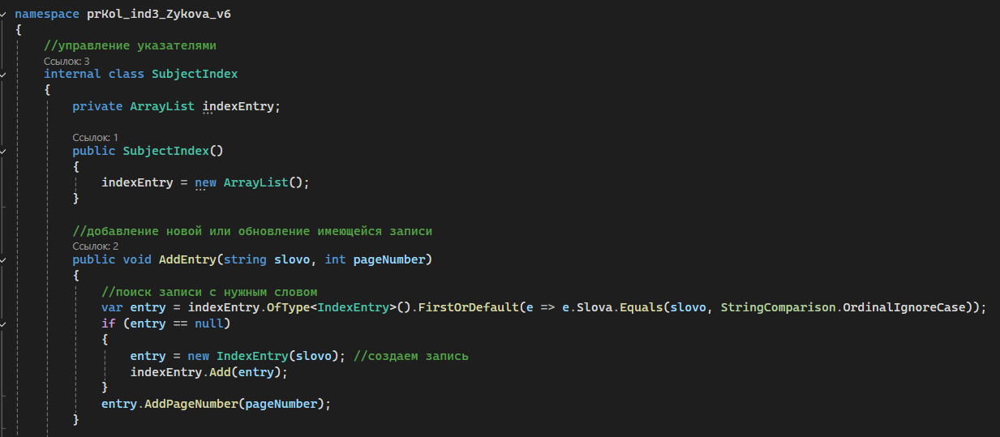 namespace prKol_ind3_Zykova_v6
{
//управление указателями
Ссылок: 3
internal class SubjectIndex
{
private ArrayList indexEntry;
Ссылок: 1
public SubjectIndex()
{
indexEntry = new ArrayList();
}
//добавление новой или обновление имеющейся записи
Ссылок: 2
public void AddEntry(string slovo, int pageNumber)
{
//поиск записи с нужным словом
var entry = indexEntry.OfType<IndexEntry>().FirstOrDefault(e => e.Slova.Equals(slovo, StringComparison.OrdinalIgnoreCase));
if (entry == null)
{
entry = new IndexEntry(slovo); //создаем запись
indexEntry.Add(entry);
}
entry.AddPageNumber(pageNumber);
}